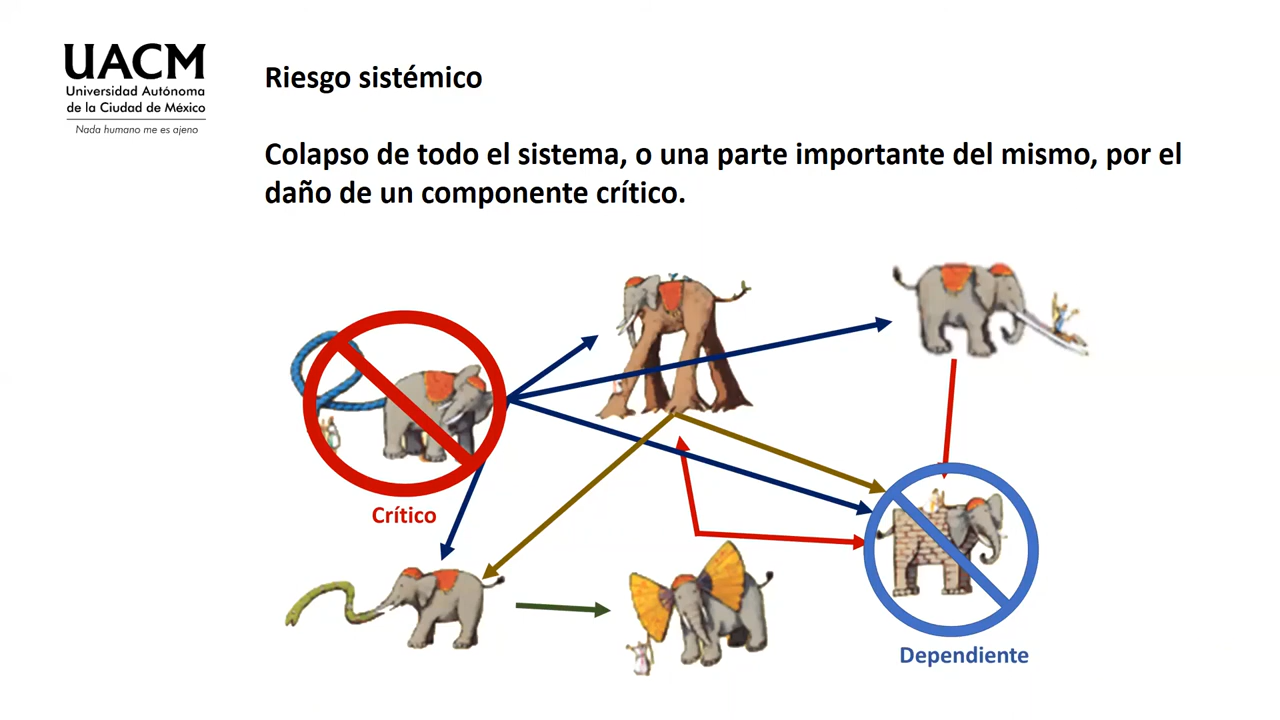 UACM
Universidad Autónoma
de la Ciudad de México
Nada humano me es ajeno
Riesgo sistémico
Colapso de todo el sistema, o una parte importante del mismo, por el
daño de un componente crítico.
Crítico
Dependiente